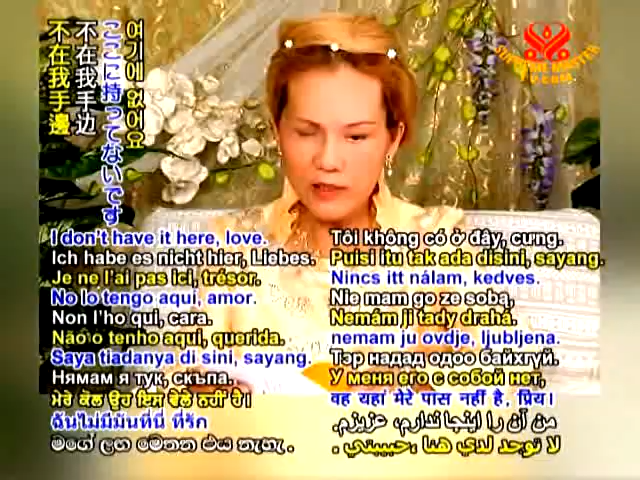 여기에 없어요
ここに持ってないです
不在我手边
不在我手邊
SUPREME MASTER
TV.COM
I don't have it here, love.
Ich habe es nicht hier, Liebes.
Je ne l'ai pas ici, trésor.
No lo tengo aquí, amor.
Non l'ho qui, cara.
Não o tenho aqui, querida.
Saya tiadanya di sini, sayang.
Нямам я тук, скъпа.
ਮੇਰੇ ਕੋਲ ਉਹ ਇਸ ਵੇਲੇ ਨਹੀਂ ਹੈ।
ฉันไม่มีมันที่นี่ ที่รัก
මගේ ළඟ මෙතන එය නැහැ.
Tôi không có ở đây, cưng.
Puisi itu tak ada disini, sayang.
Nincs itt nálam, kedves.
Nie mam go ze sobą,
Nemám ji tady drahá.
nemam ju ovdje, ljubljena.
Тэр надад одоо байхгүй.
У меня его с собой нет,
वह यहां मेरे पास नहीं है, प्रिय।
من آن را اینجا ندارم، عزیزم.
لا توجد لدي هنا ،حبيبتي .